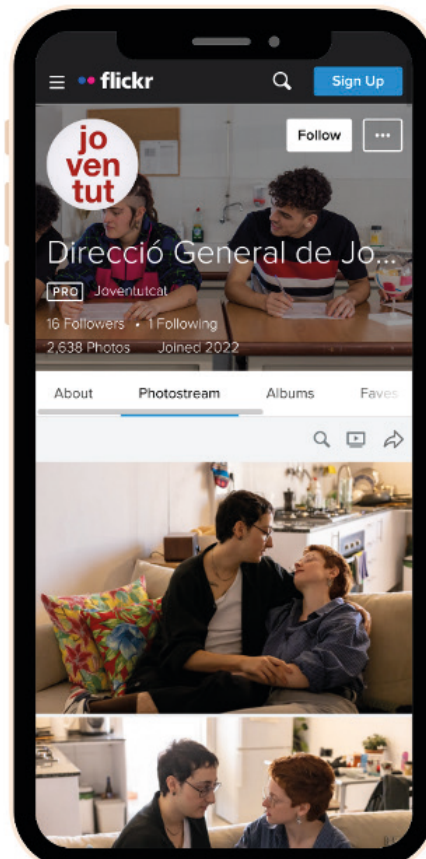 flickr
Sign Up
jo
ven
tut
Follow
Direcció General de Jo...
PRO Joventutcat
16 Followers • 1 Following
2,638 Photos Joined 2022
About Photostream Albums Faves